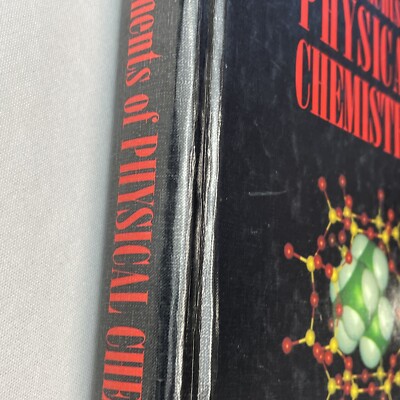 ments of PHYSICAL CHE
PHYSICA
CHEMIST